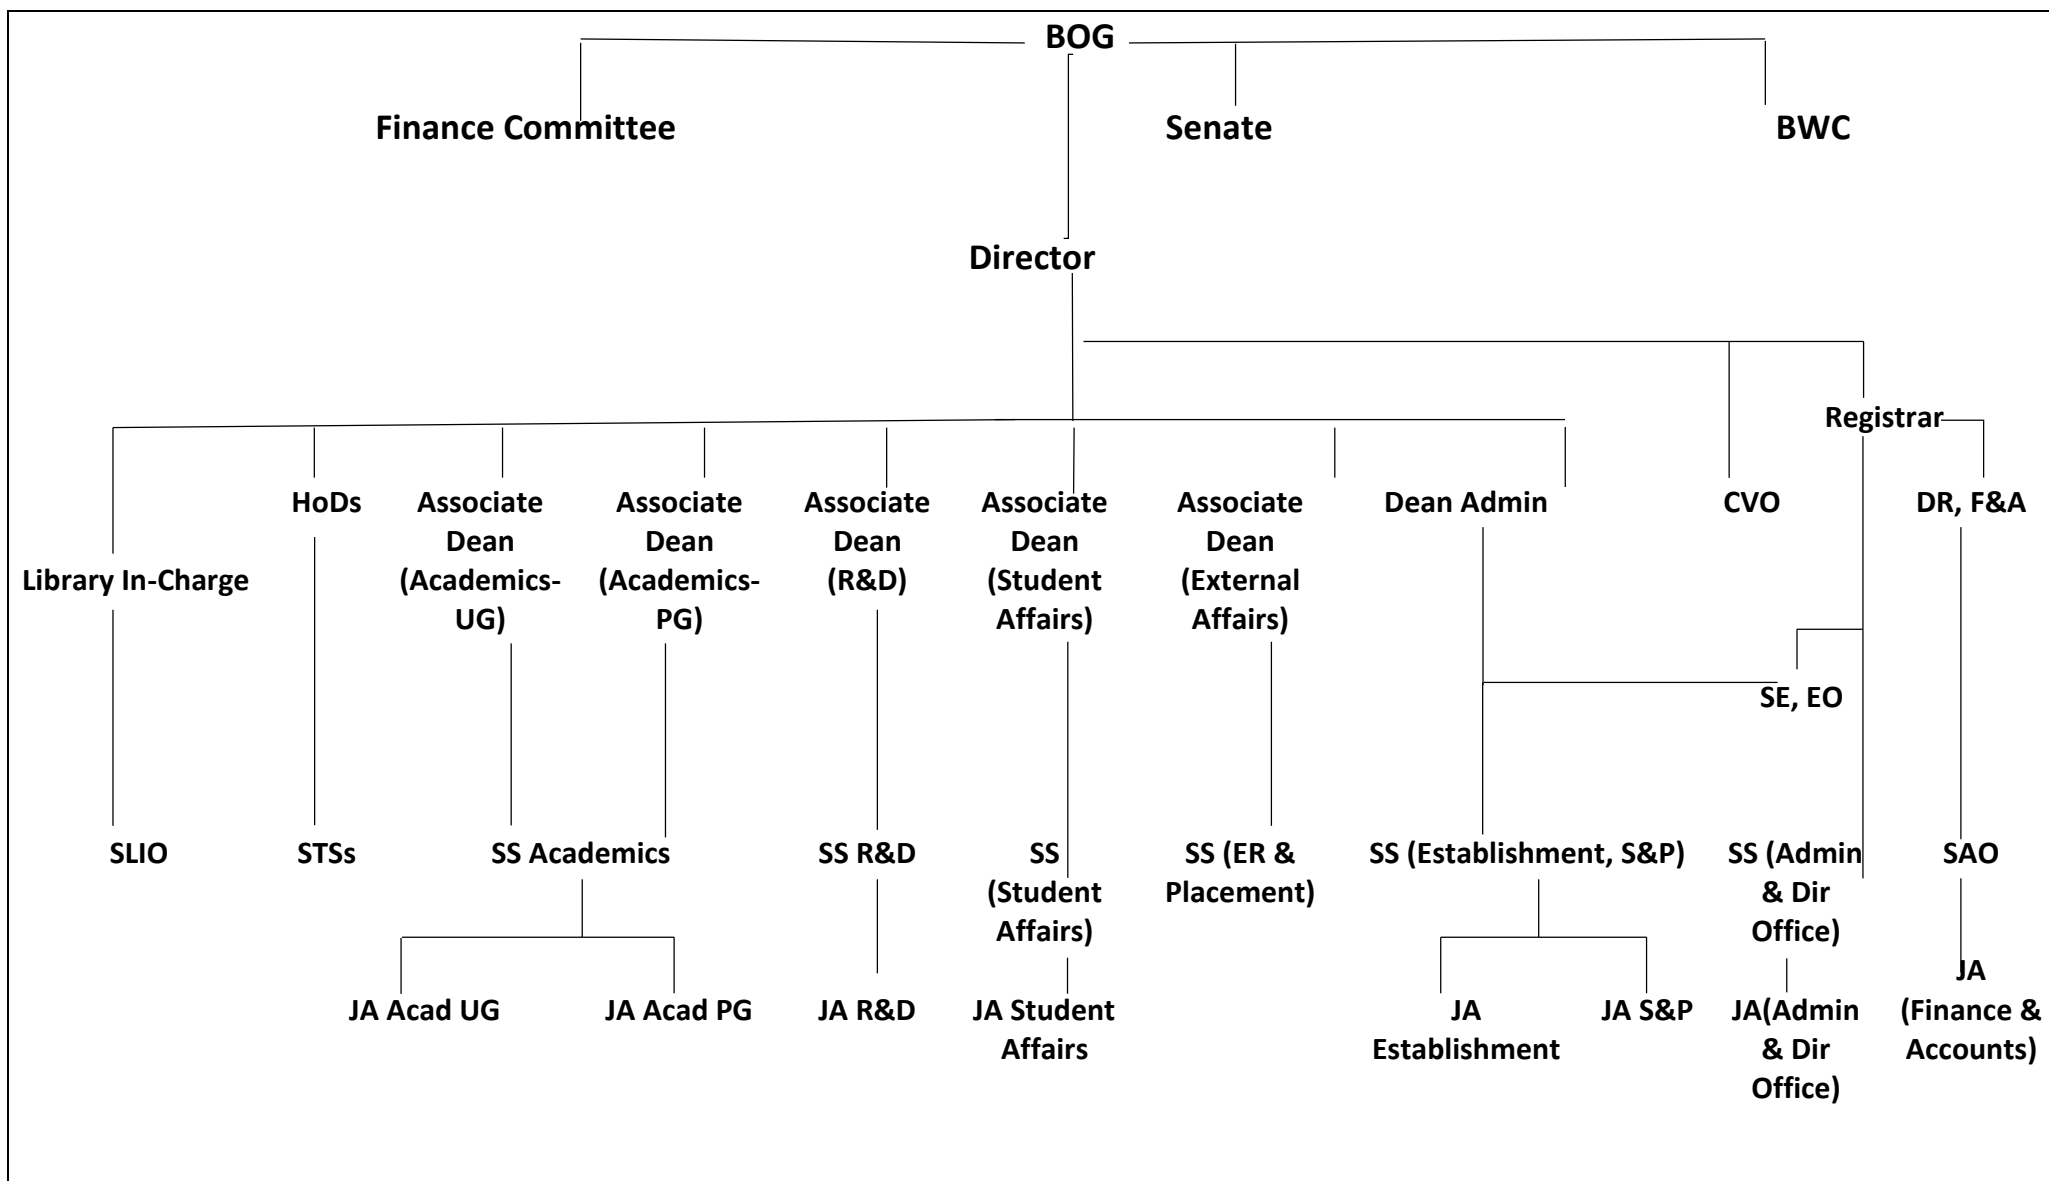 BOG
Finance Committee
Senate
BWC
Director
Registrar
Library In-Charge
HoDs
Associate
Dean
(Academics-
UG)
Associate
Dean
(Academics-
PG)
Associate
Dean
(R&D)
Associate
Dean
(Student
Affairs)
Associate
Dean
(External
Affairs)
Dean Admin
CVO
DR, F&A
SE, EO
SLIO
STSs
SS Academics
SS R&D
SS
(Student
Affairs)
SS (ER &
Placement)
SS (Establishment, S&P)
SS (Admin
& Dir
Office)
SAO
JA Acad UG
JA Acad PG
JA R&D
JA Student
Affairs
JA
Establishment
JA S&P
JA(Admin
& Dir
Office)
JA
(Finance &
Accounts)